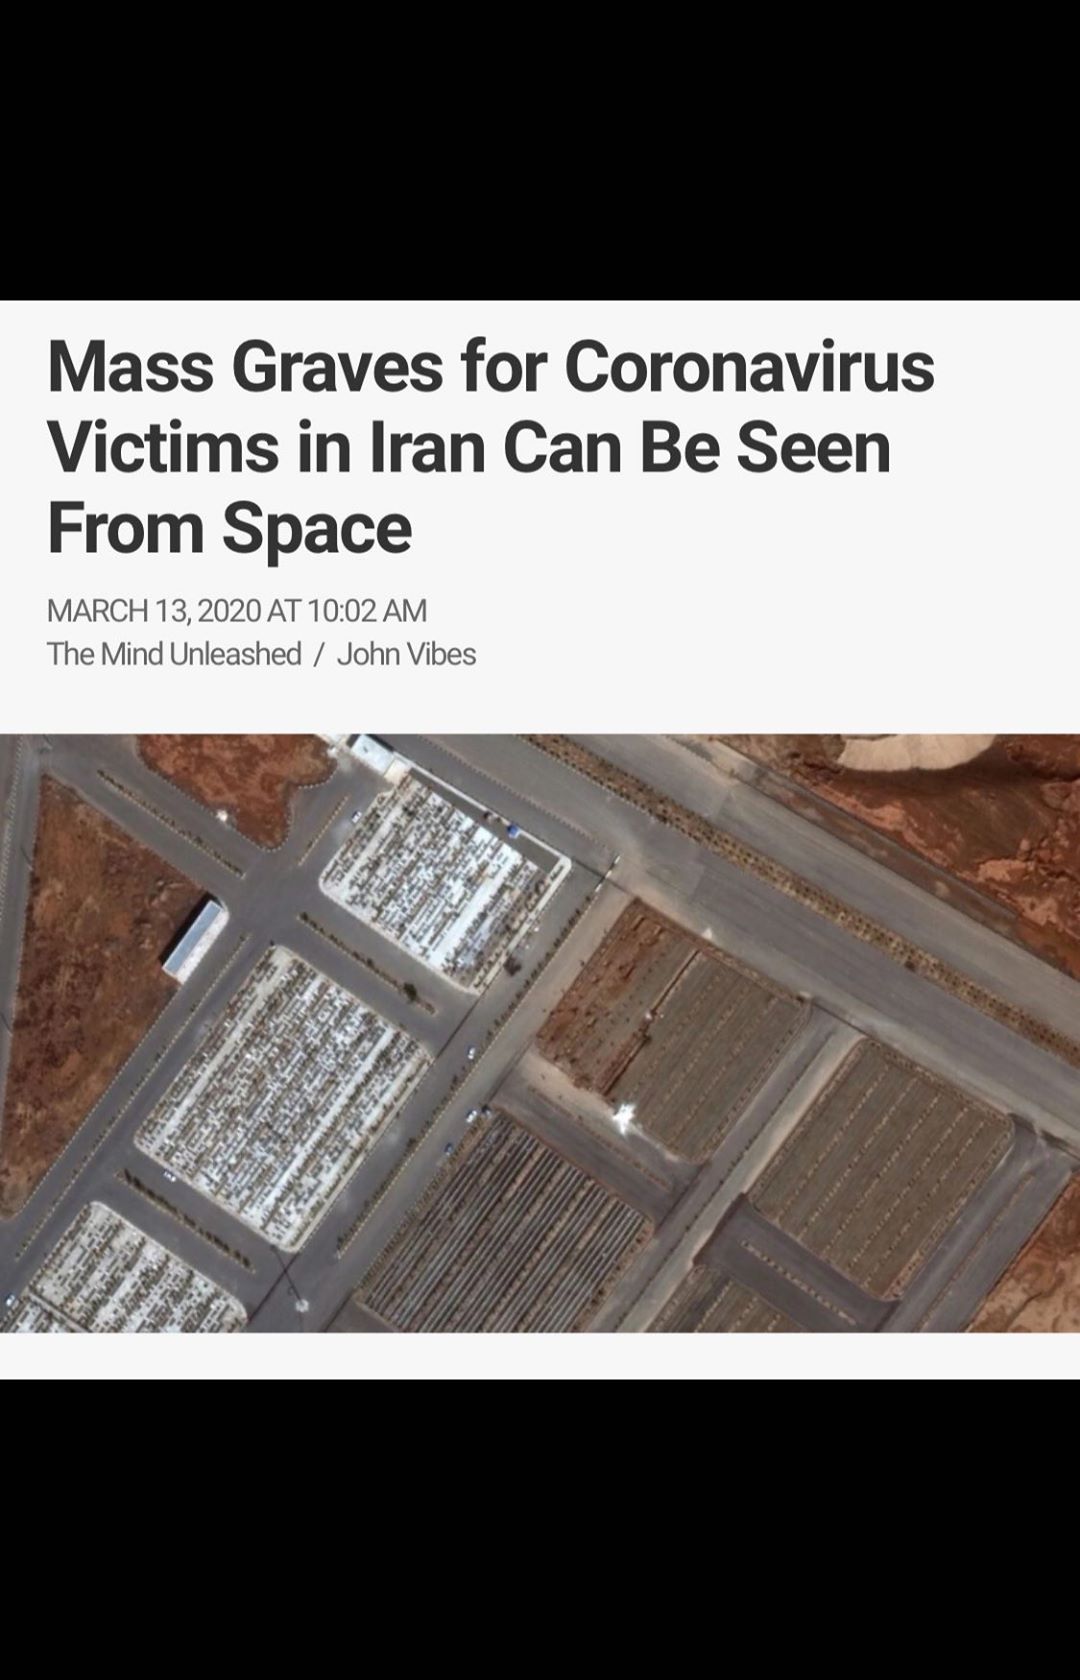 Mass Graves for Coronavirus
Victims in Iran Can Be Seen
From Space
MARCH 13, 2020 AT 10:02 AM
The Mind Unleashed / John Vibes